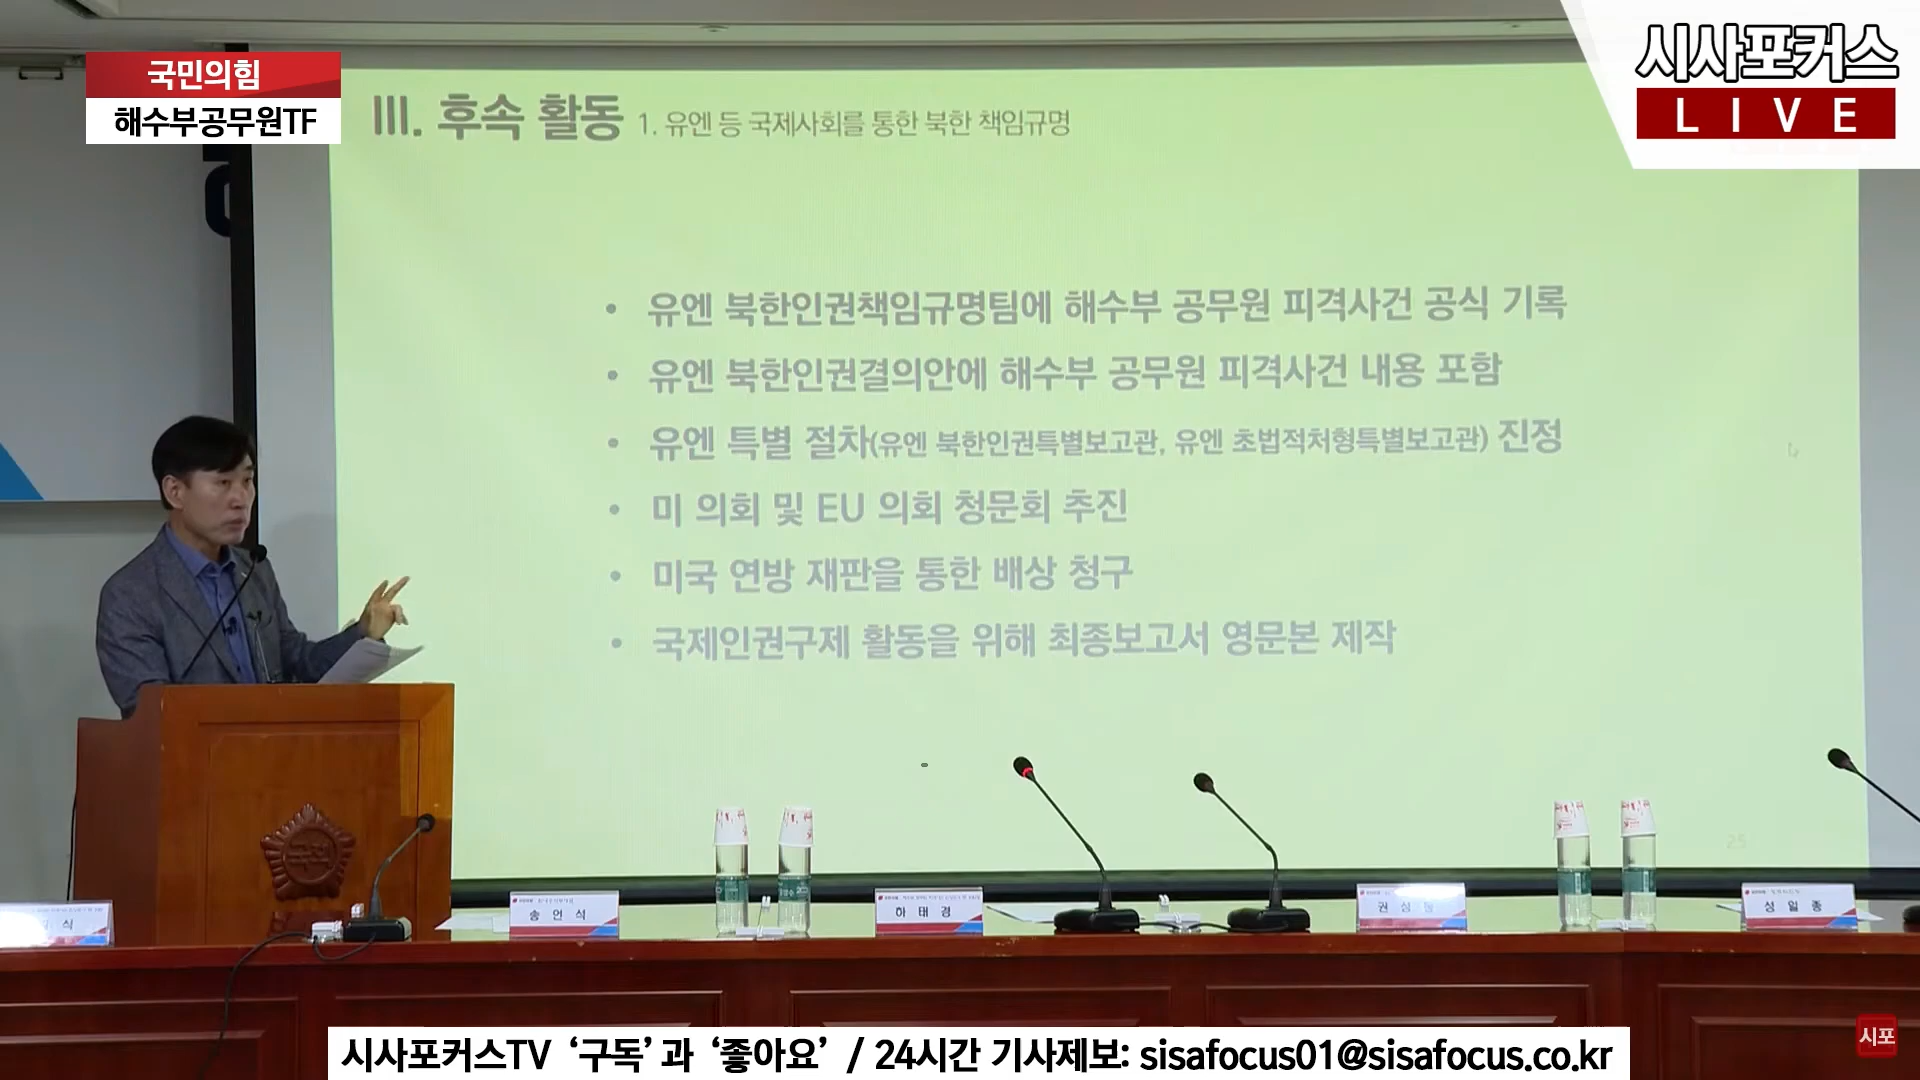 국민의힘
해수부공무원TF
시사포커스
LIVE
III. 후속 활동 1. 유엔 등 국제사회를 통한 북한 책임규명
• 유엔 북한인권책임규명팀에 해수부 공무원 피격사건 공식 기록
• 유엔 북한인권결의안에 해수부 공무원 피격사건 내용 포함
• 유엔 특별 절차(유엔 북한인권특별보고관, 유엔 초법적처형특별보고관) 진정
• 미 의회 및 EU 의회 청문회 추진
• 미국 연방 재판을 통한 배상 청구
• 국제인권구제 활동을 위해 최종보고서 영문본 제작
25
국회
식
송언석
하태경
권성동
성일종
시포
시사포커스TV ‘구독’과 ‘좋아요’ / 24시간 기사제보: sisafocus01@sisafocus.co.kr